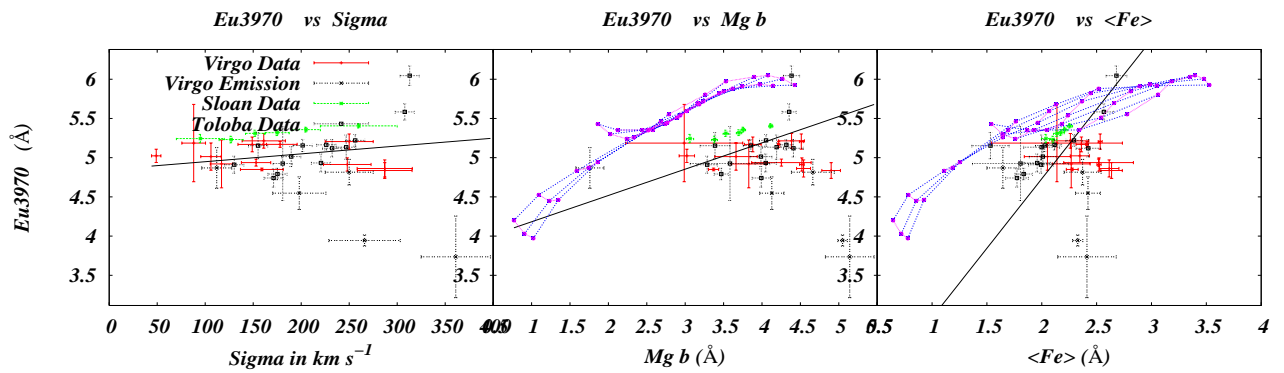 Eu3970 vs Sigma
Eu3970 vs Mg b
Eu3970 vs <Fe>
Virgo Data
Virgo Emission
Sloan Data
Toloba Data
Eu3970 (Å)
6
5.5
5
4.5
4
3.5
0 50 100 150 200 250 300 350 400
0.5 1 1.5 2 2.5 3 3.5 4 4.5 5
0.5 1 1.5 2 2.5 3 3.5 4
Sigma in km s⁻¹
Mg b (Å)
<Fe> (Å)